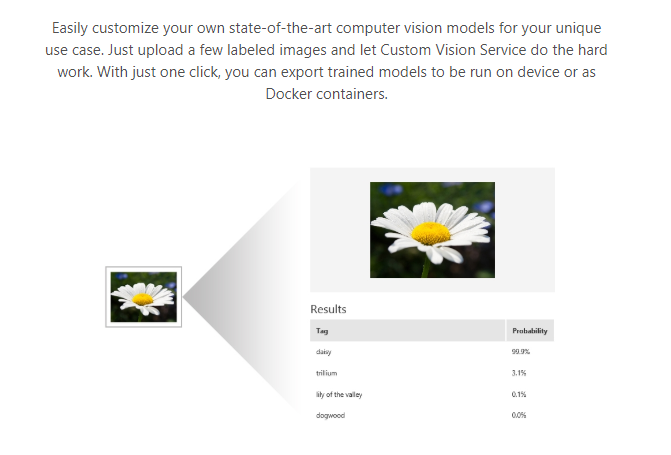 Easily customize your own state-of-the-art computer vision models for your unique
use case. Just upload a few labeled images and let Custom Vision Service do the hard
work. With just one click, you can export trained models to be run on device or as
Docker containers.
Results
Tag Probability
daisy 99.9%
trillium 3.1%
lily of the valley 0.1%
dogwood 0.0%